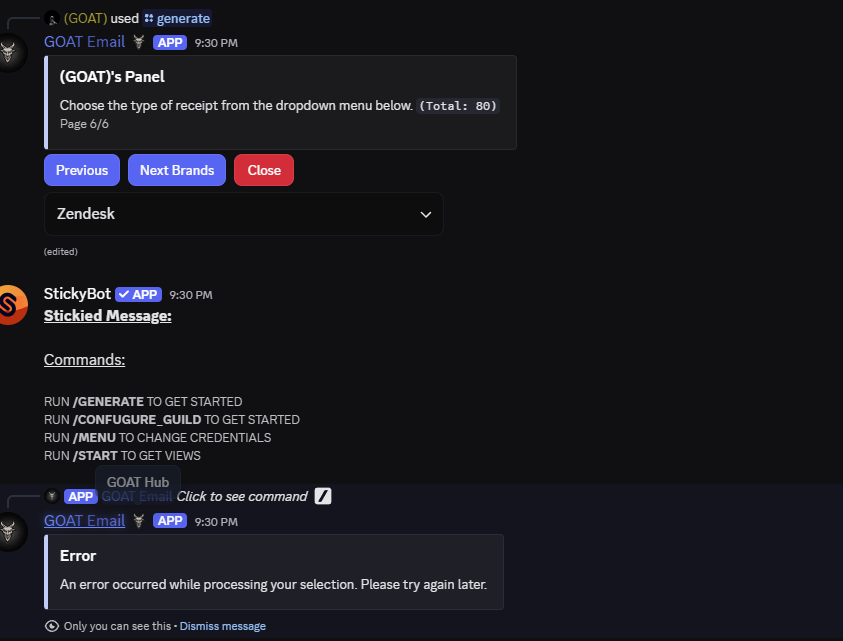 (GOAT) used generate
GOAT Email APP 9:30 PM
(GOAT)'s Panel
Choose the type of receipt from the dropdown menu below. (Total: 80)
Page 6/6
Previous Next Brands Close
Zendesk
(edited)
StickyBot APP 9:30 PM
Stickied Message:
Commands:
RUN /GENERATE TO GET STARTED
RUN /CONFUGURE_GUILD TO GET STARTED
RUN /MENU TO CHANGE CREDENTIALS
RUN /START TO GET VIEWS
GOAT Hub
APP GOAT Email Click to see command
GOAT Email APP 9:30 PM
Error
An error occurred while processing your selection. Please try again later.
Only you can see this • Dismiss message